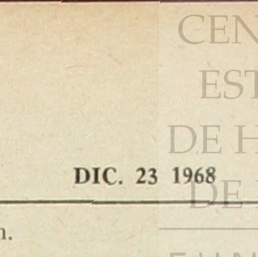 CEN
EST
DE H
DIC. 23 1968
DE
n.